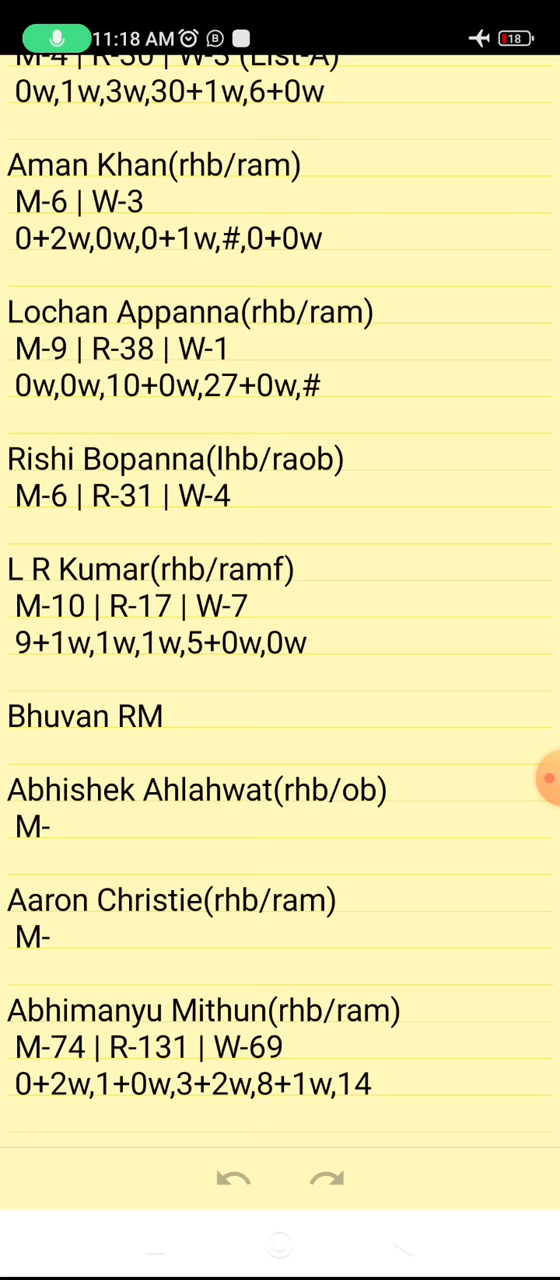 11:18 AM B 18
M-4 | R-30 | W-5 (List-A)
0w,1w,3w,30+1w,6+0w
Aman Khan(rhb/ram)
M-6 | W-3
0+2w,0w,0+1w,#,0+0w
Lochan Appanna(rhb/ram)
M-9 | R-38 | W-1
0w,0w,10+0w,27+0w,#
Rishi Bopanna(lhb/raob)
M-6 | R-31 | W-4
L R Kumar(rhb/ramf)
M-10 | R-17 | W-7
9+1w,1w,1w,5+0w,0w
Bhuvan RM
Abhishek Ahlahwat(rhb/ob)
M-
Aaron Christie(rhb/ram)
M-
Abhimanyu Mithun(rhb/ram)
M-74 | R-131 | W-69
0+2w,1+0w,3+2w,8+1w,14